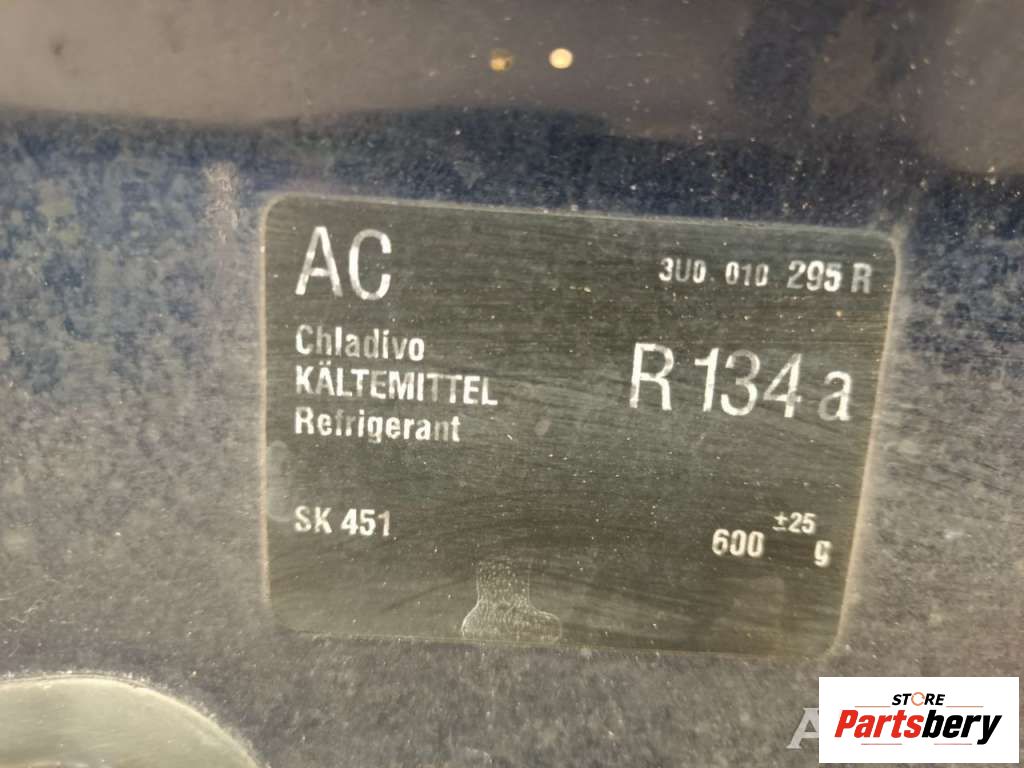 AC
3U0 010 295 R
Chladivo
KÄLTEMITTEL
Refrigerant
R 134 a
SK 451
600 ±25 g
STORE
Partsbery